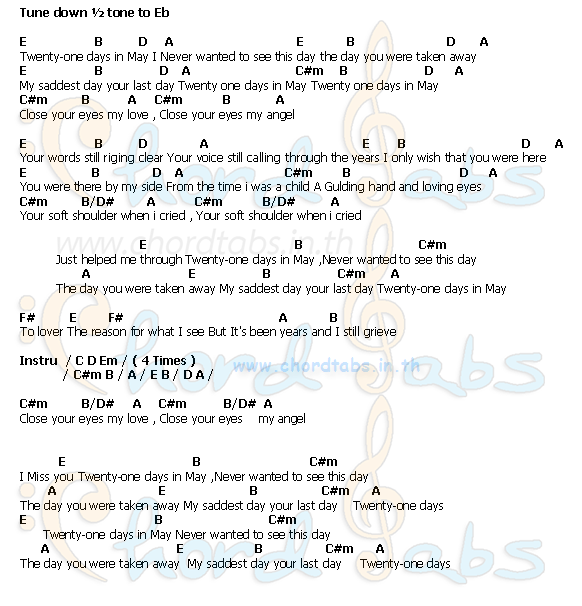 Tune down ½ tone to Eb
E B D A E B D A
Twenty-one days in May I Never wanted to see this day the day you were taken away
E B D A C#m B D A
My saddest day your last day Twenty one days in May Twenty one days in May
C#m B A C#m B A
Close your eyes my love , Close your eyes my angel
E B D A E B D A
Your words still riging clear Your voice still calling through the years I only wish that you were here
E B D A C#m B D A
You were there by my side From the time i was a child A Gulding hand and loving eyes
C#m B/D# A C#m B/D# A
Your soft shoulder when i cried , Your soft shoulder when i cried
www.chordtabs.in.th
E B C#m
Just helped me through Twenty-one days in May ,Never wanted to see this day
A E B C#m A
The day you were taken away My saddest day your last day Twenty-one days in May
F# E F# A B
To lover The reason for what I see But It's been years and I still grieve
Instru / C D Em / ( 4 Times )
www.chordtabs.in.th
/ C#m B / A / E B / D A /
C#m B/D# A C#m B/D# A
Close your eyes my love , Close your eyes my angel
E B C#m
I Miss you Twenty-one days in May ,Never wanted to see this day
A E B C#m A
The day you were taken away My saddest day your last day Twenty-one days
E B C#m
Twenty-one days in May Never wanted to see this day
A E B C#m A
The day you were taken away My saddest day your last day Twenty-one days